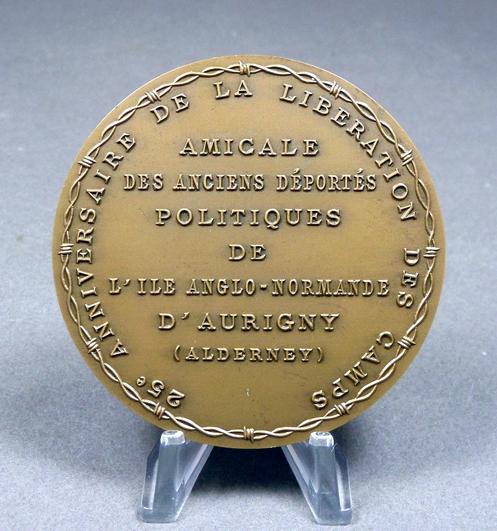 25e ANNIVERSAIRE DE LA LIBERATION DES CAMPS
AMICALE
DES ANCIENS DÉPORTÉS
POLITIQUES
DE
L'ILE ANGLO-NORMANDE
D'AURIGNY
(ALDERNEY)